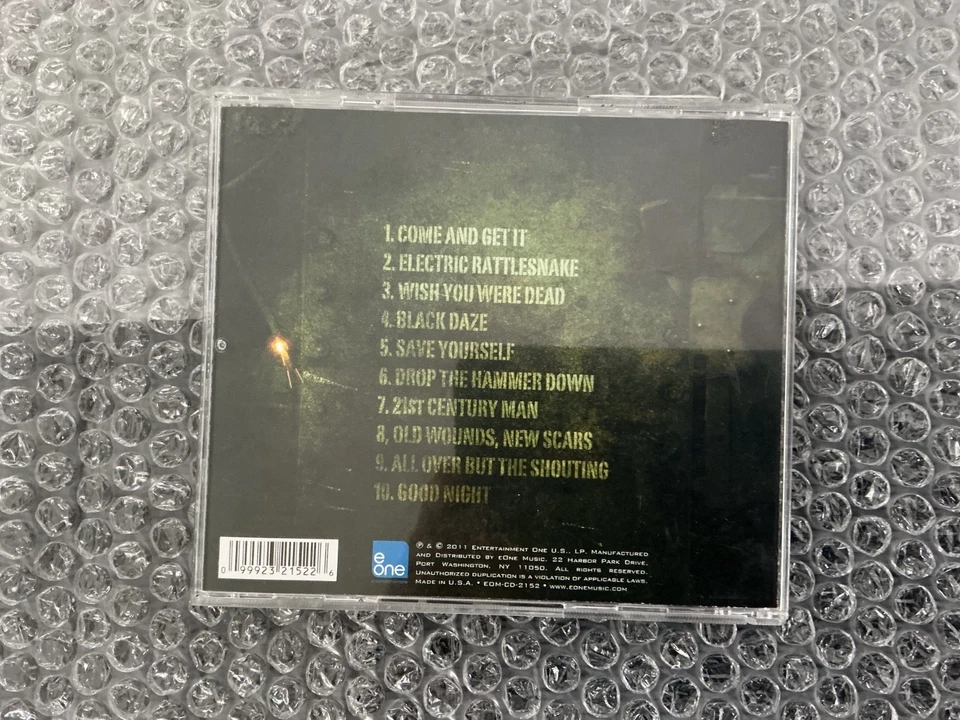 1. COME AND GET IT
2. ELECTRIC RATTLESNAKE
3. WISH YOU WERE DEAD
4. BLACK DAZE
5. SAVE YOURSELF
6. DROP THE HAMMER DOWN
7. 21ST CENTURY MAN
8, OLD WOUNDS, NEW SCARS
9. ALL OVER BUT THE SHOUTING
10. GOOD NIGHT
0 99923 21522 6
e one
℗ & © 2011 ENTERTAINMENT ONE U.S., LP. MANUFACTURED
AND DISTRIBUTED BY EONE MUSIC. 22 HARBOR PARK DRIVE,
PORT WASHINGTON, NY 11050. ALL RIGHTS RESERVED.
UNAUTHORIZED DUPLICATION IS A VIOLATION OF APPLICABLE LAWS.
MADE IN U.S.A. • EOM-CD-2152 • WWW.EONEMUSIC.COM